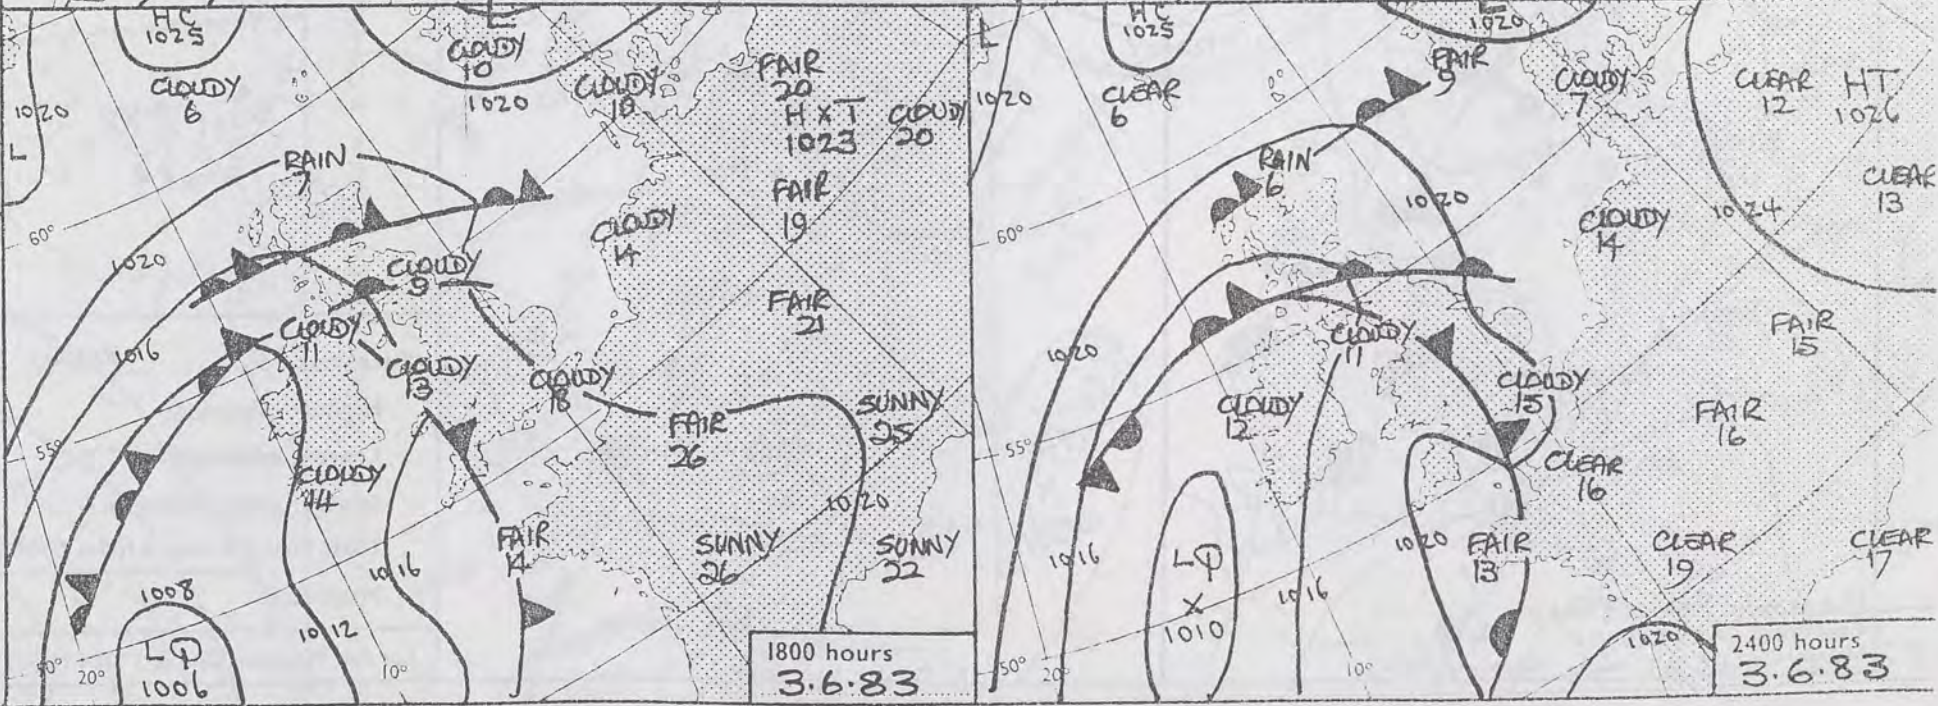 HC
1025
CLOUDY
6
1020
L
L
CLOUDY
10
1020
CLOUDY
10
FAIR
20
H X T
1023
CLOUDY
20
RAIN
7
FAIR
19
60°
CLOUDY
14
1020
CLOUDY
9
FAIR
21
CLOUDY
11
1016
CLOUDY
13
CLOUDY
18
FAIR
26
SUNNY
25
55°
CLOUDY
14
1020
FAIR
14
SUNNY
26
SUNNY
22
1016
1008
1012
LQ
1006
50°
20°
10°
1800 hours
3.6.83
L
HC
1025
L
1020
FAIR
9
CLEAR
6
1020
CLOUDY
7
CLEAR
12
HT
1026
RAIN
6
CLEAR
13
1020
CLOUDY
14
1024
60°
CLOUDY
11
FAIR
15
1020
CLOUDY
15
CLOUDY
12
FAIR
16
55°
CLEAR
16
1020
FAIR
13
CLEAR
19
CLEAR
17
1016
LQ
X
1010
1016
1020
50°
20°
10°
2400 hours
3.6.83